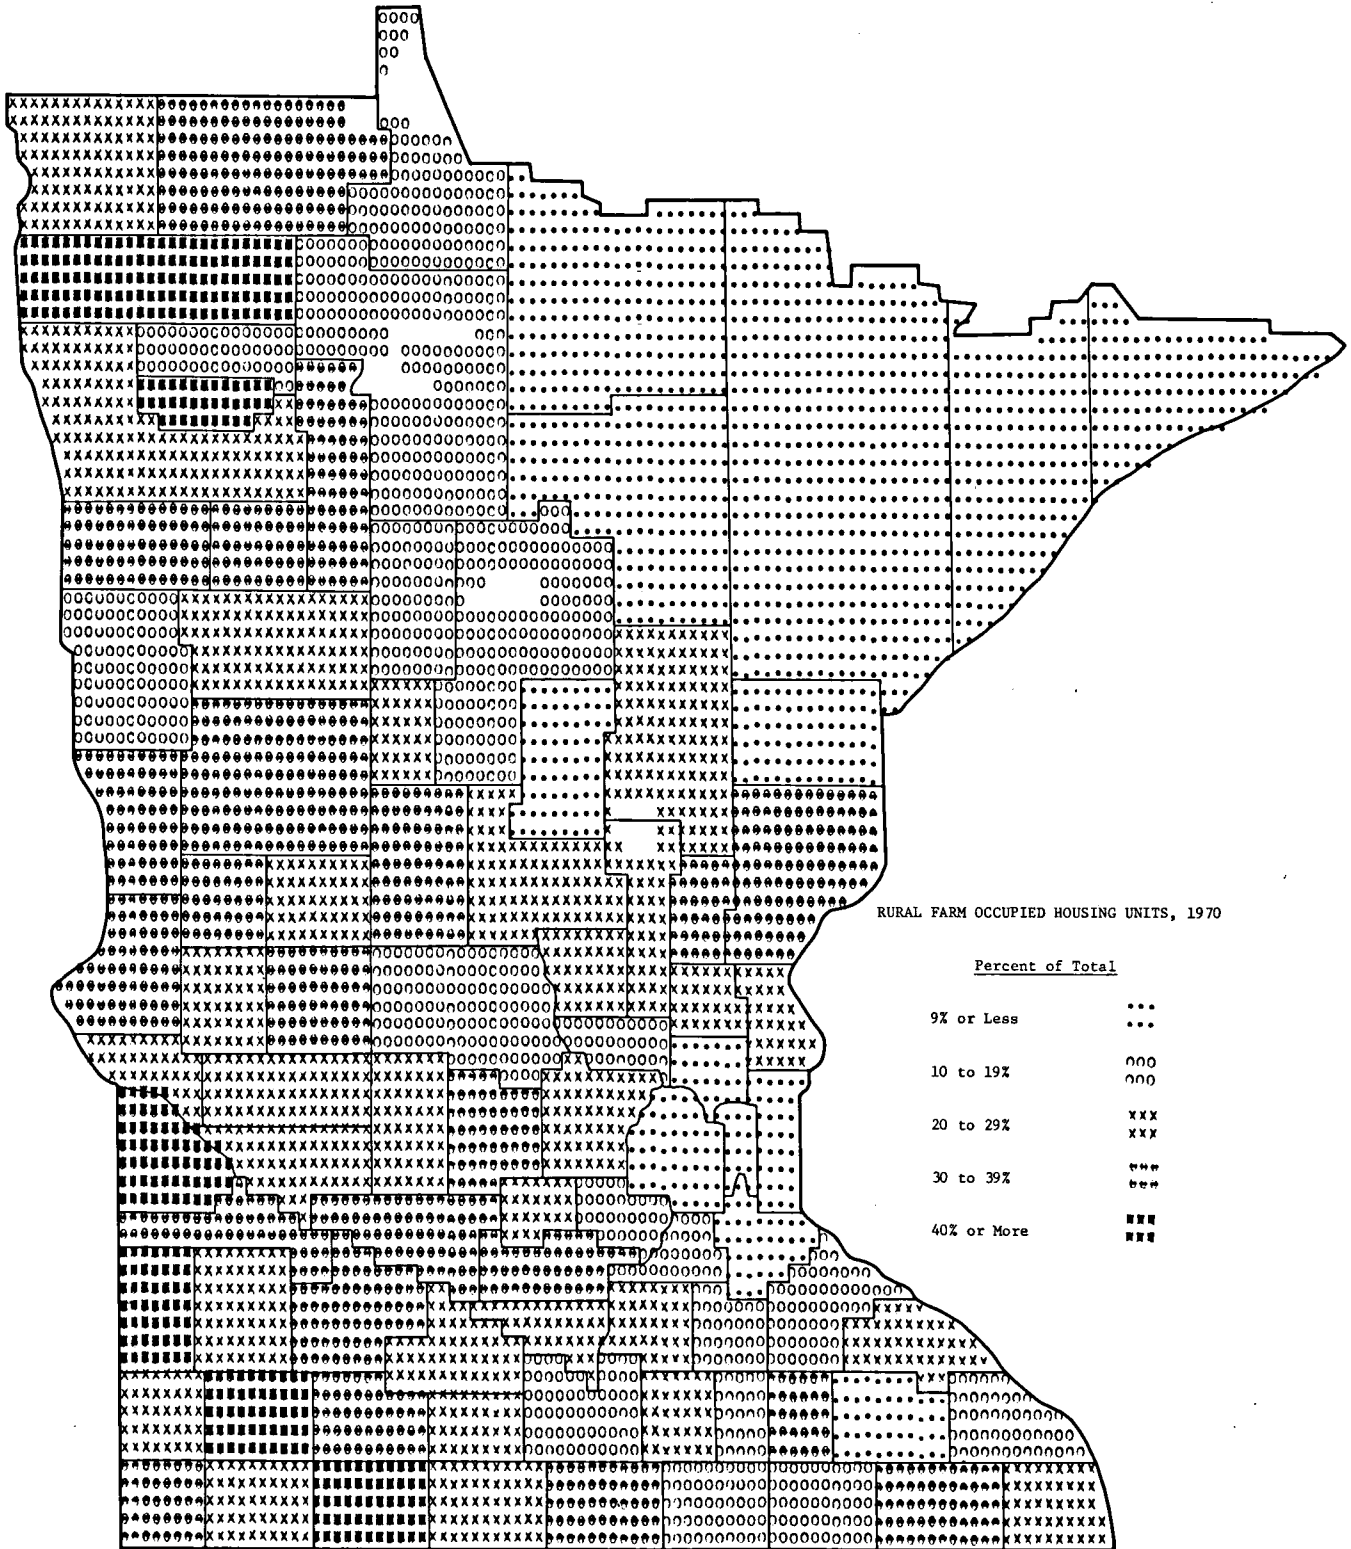 RURAL FARM OCCUPIED HOUSING UNITS, 1970
Percent of Total
9% or Less
10 to 19%
20 to 29%
30 to 39%
40% or More